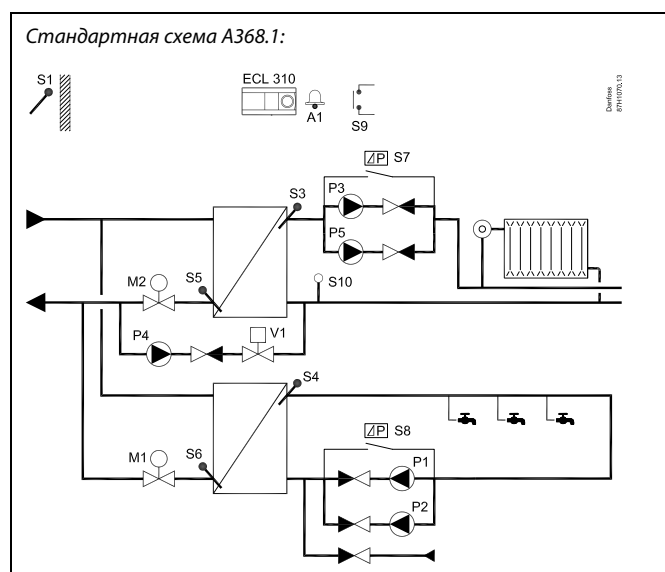 Стандартная схема A368.1:
S1
ECL 310
A1
S9
Danfoss
87H1070.13
S7
P3
S3
P5
M2
S5
S10
P4
V1
S4
S8
M1
S6
P1
P2